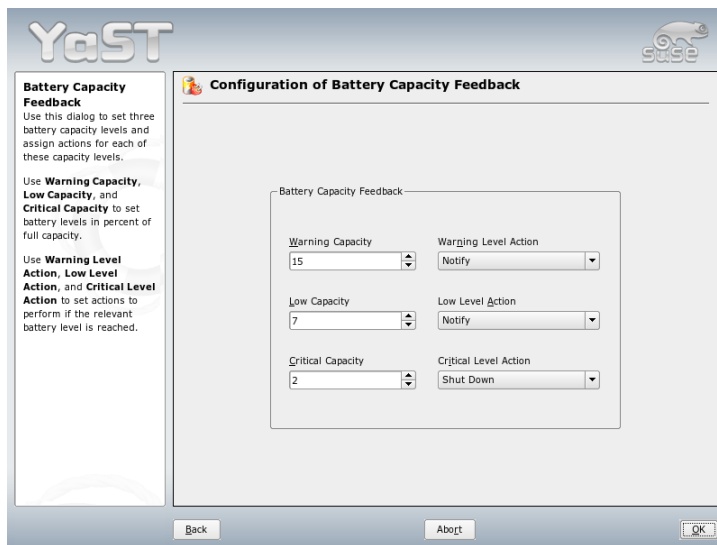 YaST
SUSE
Battery Capacity
Feedback
Use this dialog to set three
battery capacity levels and
assign actions for each of
these capacity levels.
Use Warning Capacity,
Low Capacity, and
Critical Capacity to set
battery levels in percent of
full capacity.
Use Warning Level
Action, Low Level
Action, and Critical Level
Action to set actions to
perform if the relevant
battery level is reached.
Configuration of Battery Capacity Feedback
Battery Capacity Feedback
Warning Capacity
Warning Level Action
15
Notify
Low Capacity
Low Level Action
7
Notify
Critical Capacity
Critical Level Action
2
Shut Down
Back
Abort
OK